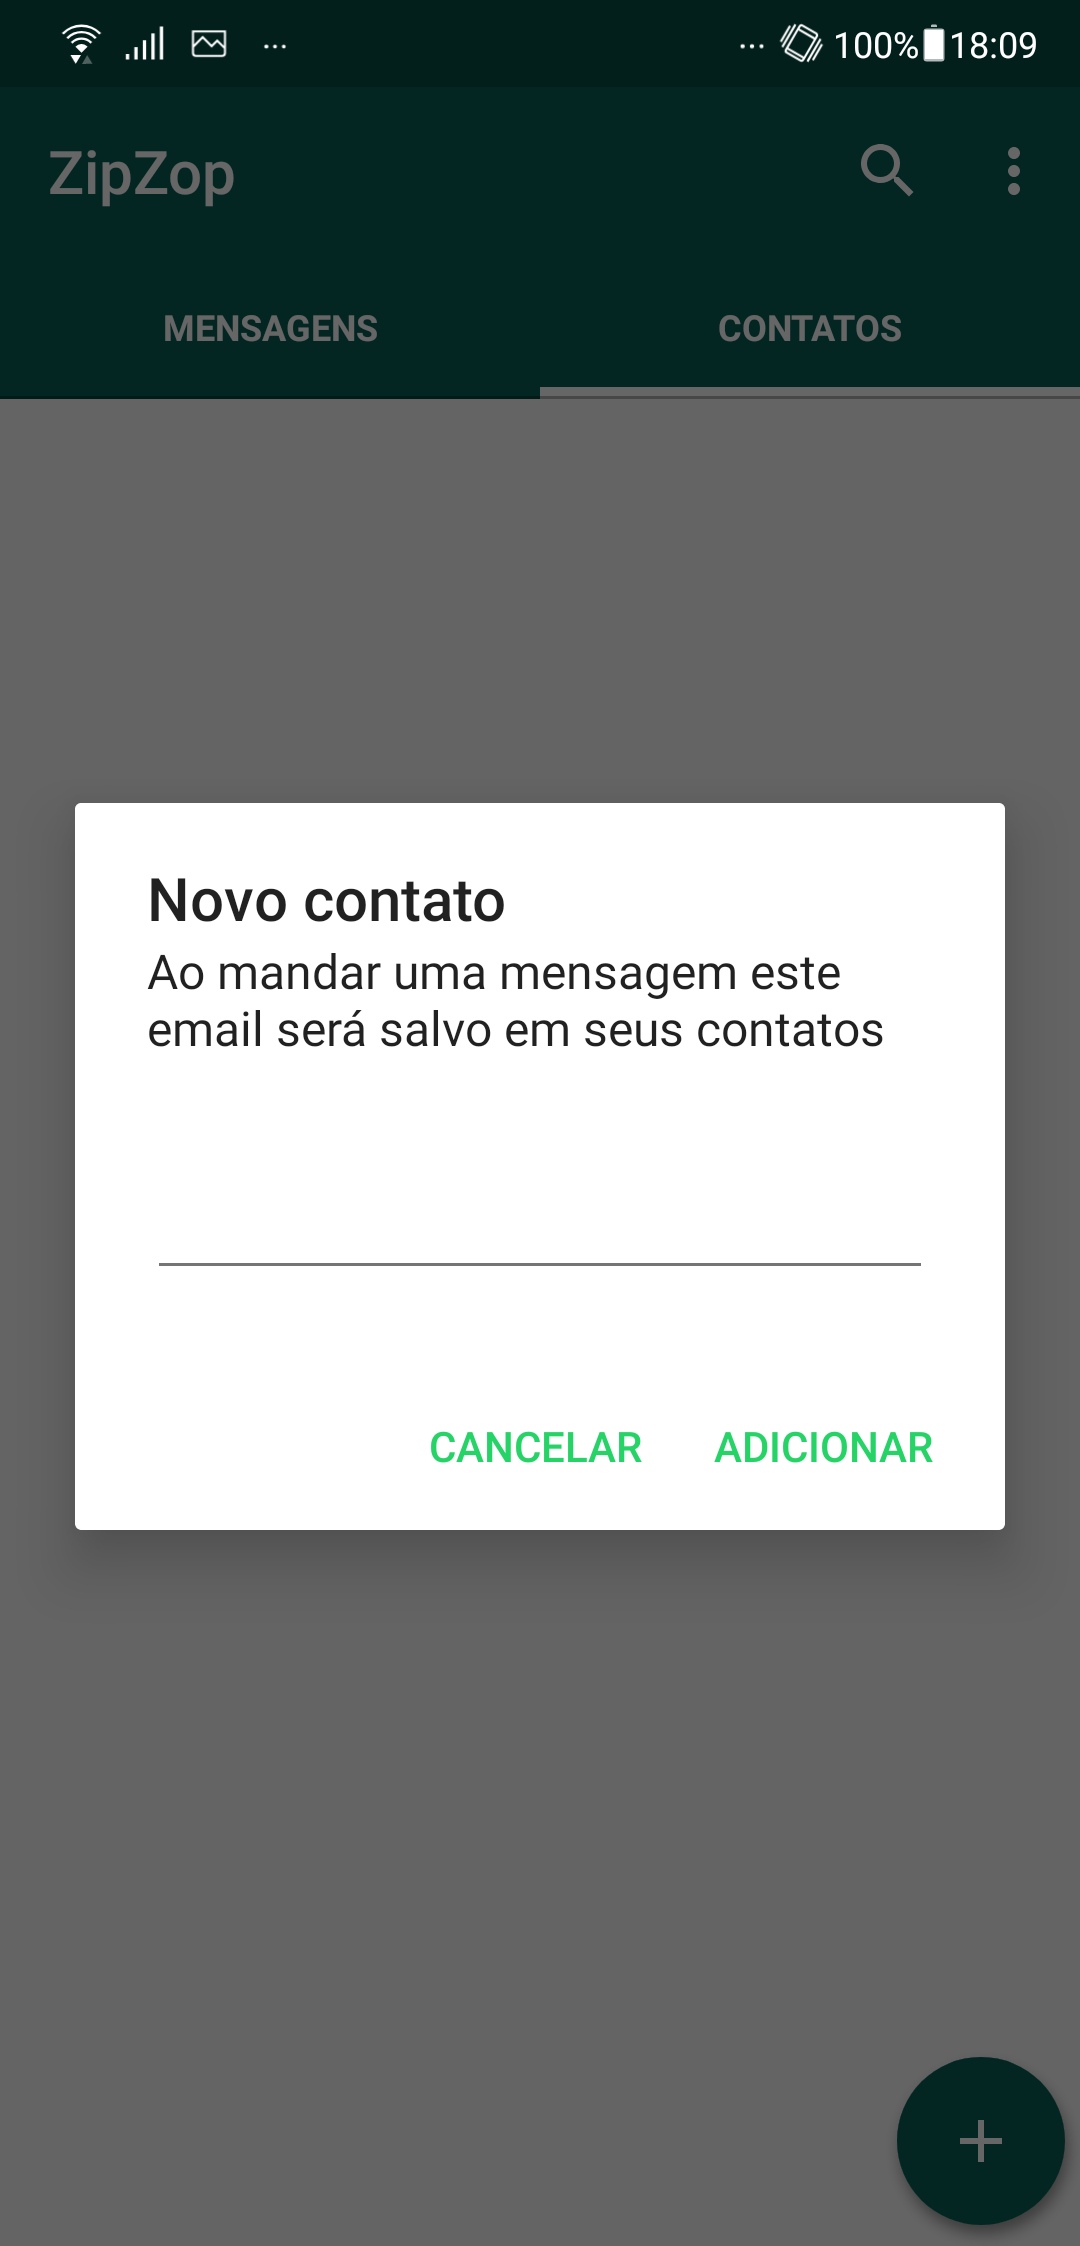 ... ... 100% 18:09
ZipZop
MENSAGENS CONTATOS
Novo contato
Ao mandar uma mensagem este
email será salvo em seus contatos
CANCELAR ADICIONAR